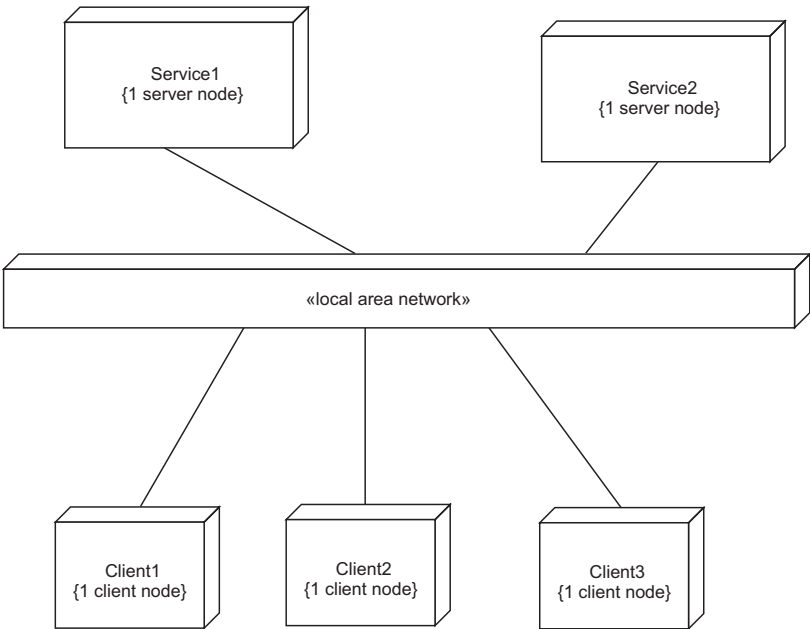 Service1
{1 server node}
Service2
{1 server node}
«local area network»
Client1
{1 client node}
Client2
{1 client node}
Client3
{1 client node}